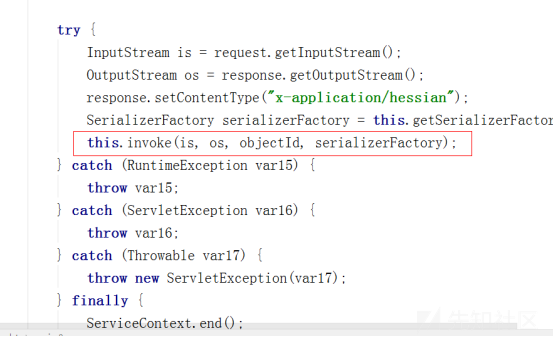 try {
InputStream is = request.getInputStream();
OutputStream os = response.getOutputStream();
response.setContentType("x-application/hessian");
SerializerFactory serializerFactory = this.getSerializerFactor
this.invoke(is, os, objectId, serializerFactory);
} catch (RuntimeException var15) {
throw var15;
} catch (ServletException var16) {
throw var16;
} catch (Throwable var17) {
throw new ServletException(var17);
} finally {
ServiceContext.end();
先知社区